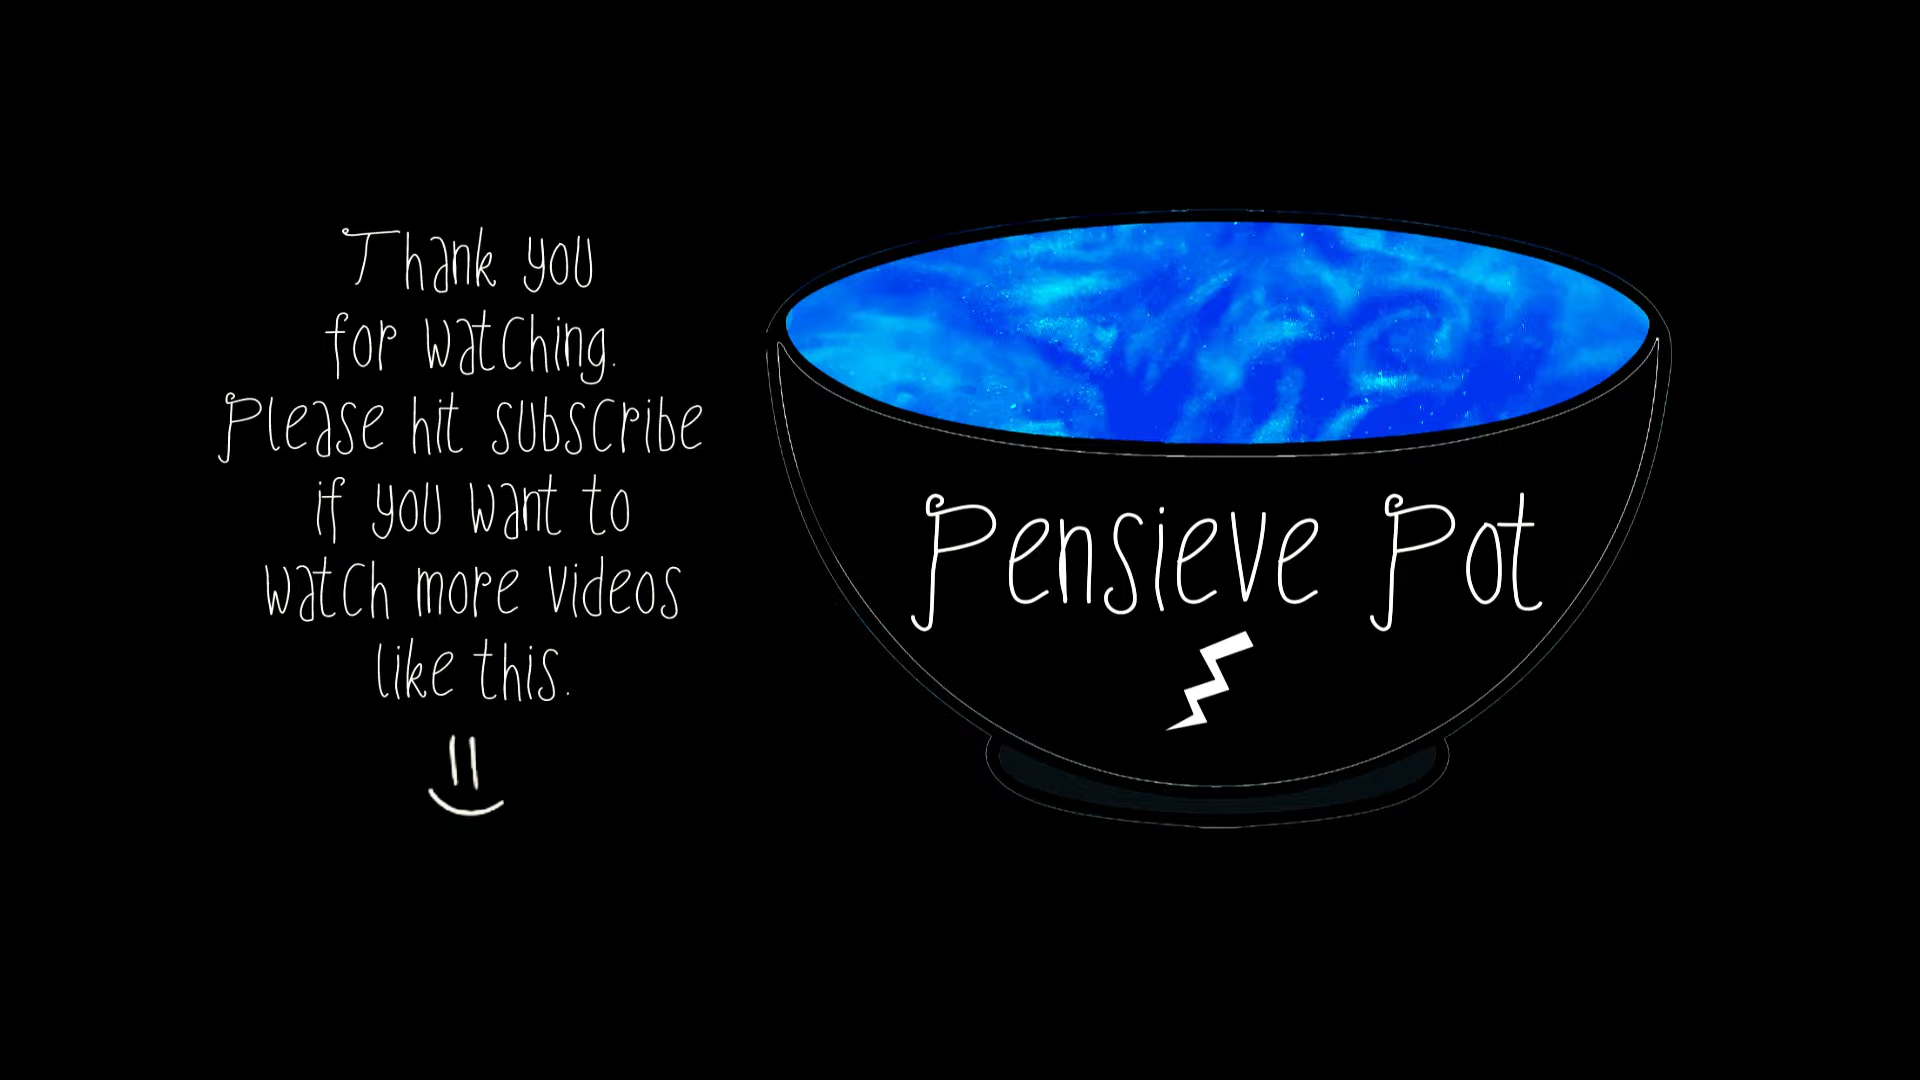 Thank you
for watching.
Please hit subscribe
if you want to
watch more videos
like this.
Pensieve Pot